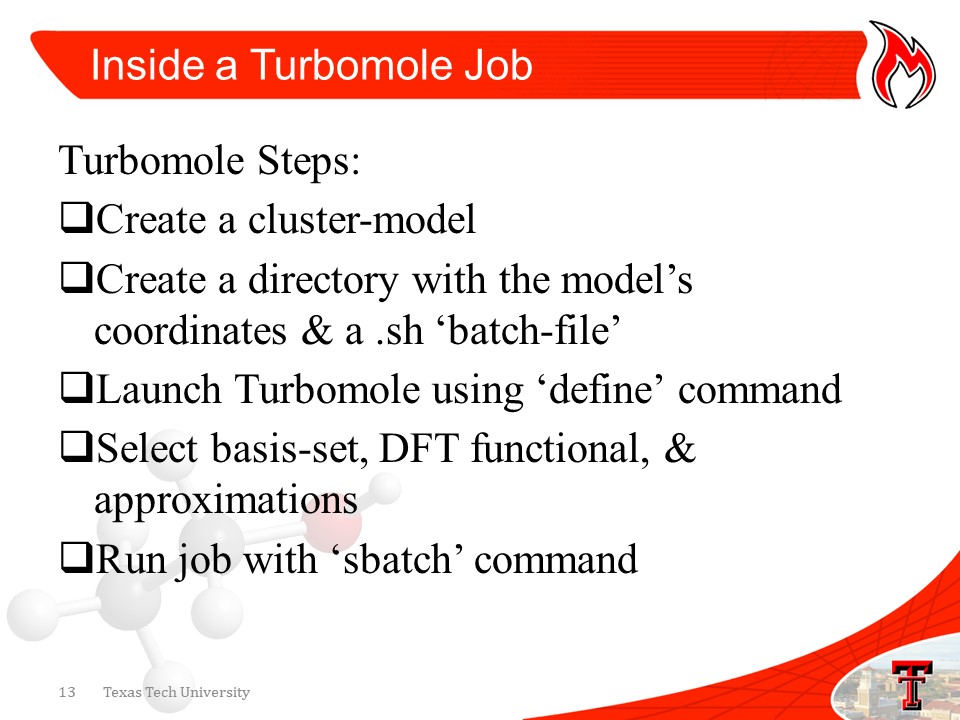 Inside a Turbomole Job
Turbomole Steps:
❑Create a cluster-model
❑Create a directory with the model’s
coordinates & a .sh ‘batch-file’
❑Launch Turbomole using ‘define’ command
❑Select basis-set, DFT functional, &
approximations
❑Run job with ‘sbatch’ command
13 Texas Tech University